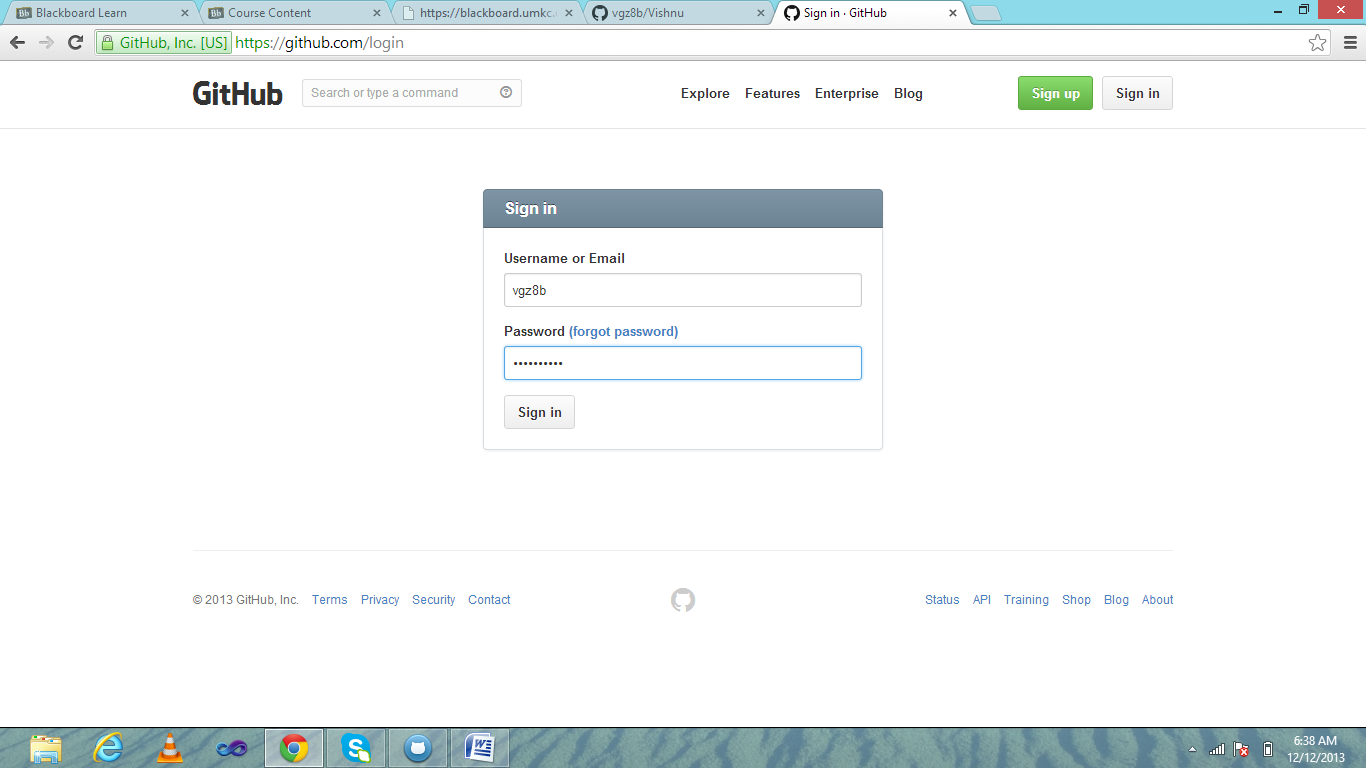 Blackboard Learn
Course Content
https://blackboard.umkc.
vgz8b/Vishnu
Sign in · GitHub
GitHub, Inc. [US] https://github.com/login
GitHub Search or type a command Explore Features Enterprise Blog Sign up Sign in
Sign in
Username or Email
vgz8b
Password (forgot password)
••••••••••
Sign in
© 2013 GitHub, Inc. Terms Privacy Security Contact Status API Training Shop Blog About
6:38 AM
12/12/2013